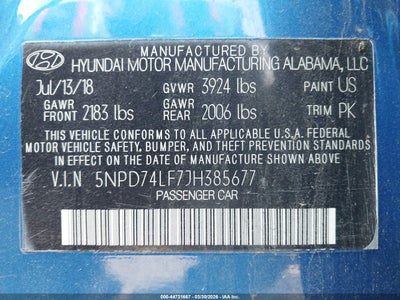 MANUFACTURED BY
HYUNDAI MOTOR MANUFACTURING ALABAMA, LLC
Jul/13/18 GVWR 3924 lbs PAINT US
GAWR FRONT 2183 lbs GAWR REAR 2006 lbs TRIM PK
THIS VEHICLE CONFORMS TO ALL APPLICABLE U.S.A. FEDERAL
MOTOR VEHICLE SAFETY, BUMPER, AND THEFT PREVENTION STANDARDS
IN EFFECT ON THE DATE OF MANUFACTURE SHOWN ABOVE.
V.I.N 5NPD74LF7JH385677
PASSENGER CAR
000-44731667 - 03/30/2026 - IAA Inc.